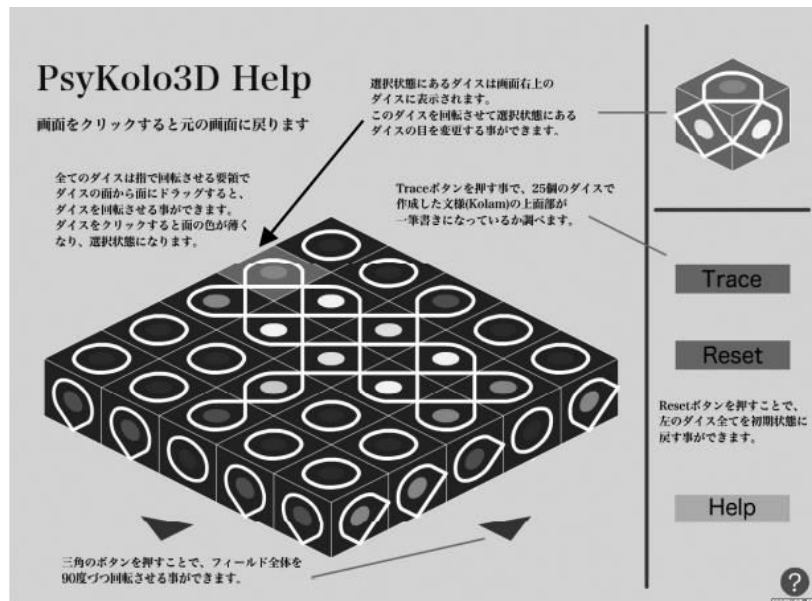 PsyKolo3D Help
画面をクリックすると元の画面に戻ります
選択状態にあるダイスは画面右上の
ダイスに表示されます。
このダイスを回転させて選択状態にある
ダイスの目を変更する事ができます。
全てのダイスは指で回転させる要領で
ダイスの面から面にドラッグすると、
ダイスを回転させる事ができます。
ダイスをクリックすると面の色が薄く
なり、選択状態になります。
Traceボタンを押す事で、25個のダイスで
作成した文様(Kolam)の上面部が
一筆書きになっているか調べます。
Trace
Reset
Resetボタンを押すことで、
左のダイス全てを初期状態に
戻す事ができます。
Help
三角のボタンを押すことで、フィールド全体を
90度づつ回転させる事ができます。
?